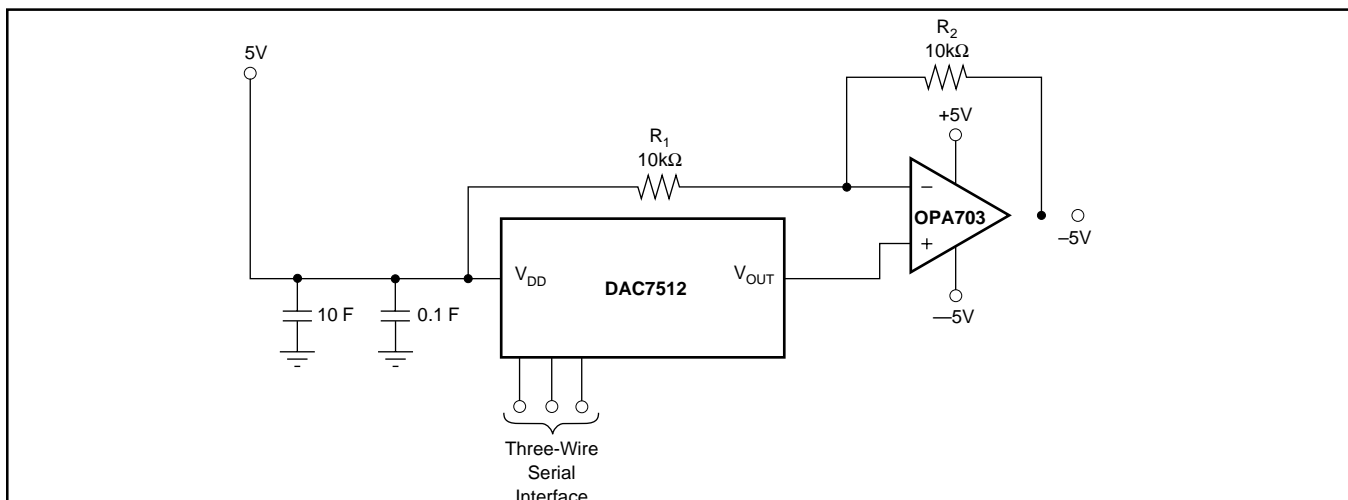 5V
R2
10kΩ
+5V
R1
10kΩ
–
OPA703
+
–5V
—5V
VDD
DAC7512
VOUT
10 F
0.1 F
Three-Wire
Serial
Interface